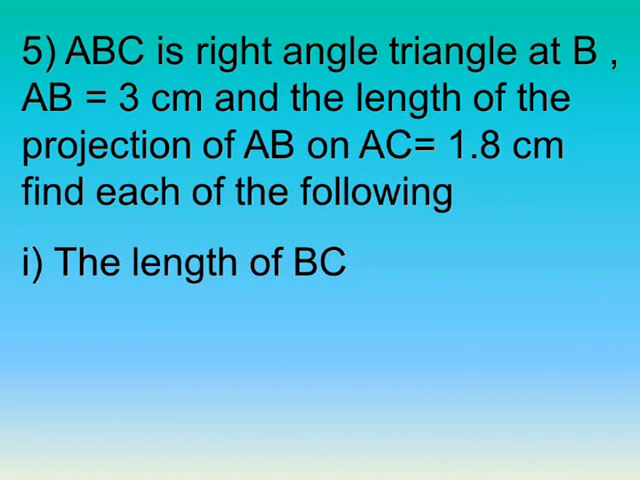 5) ABC is right angle triangle at B ,
AB = 3 cm and the length of the
projection of AB on AC= 1.8 cm
find each of the following
i) The length of BC